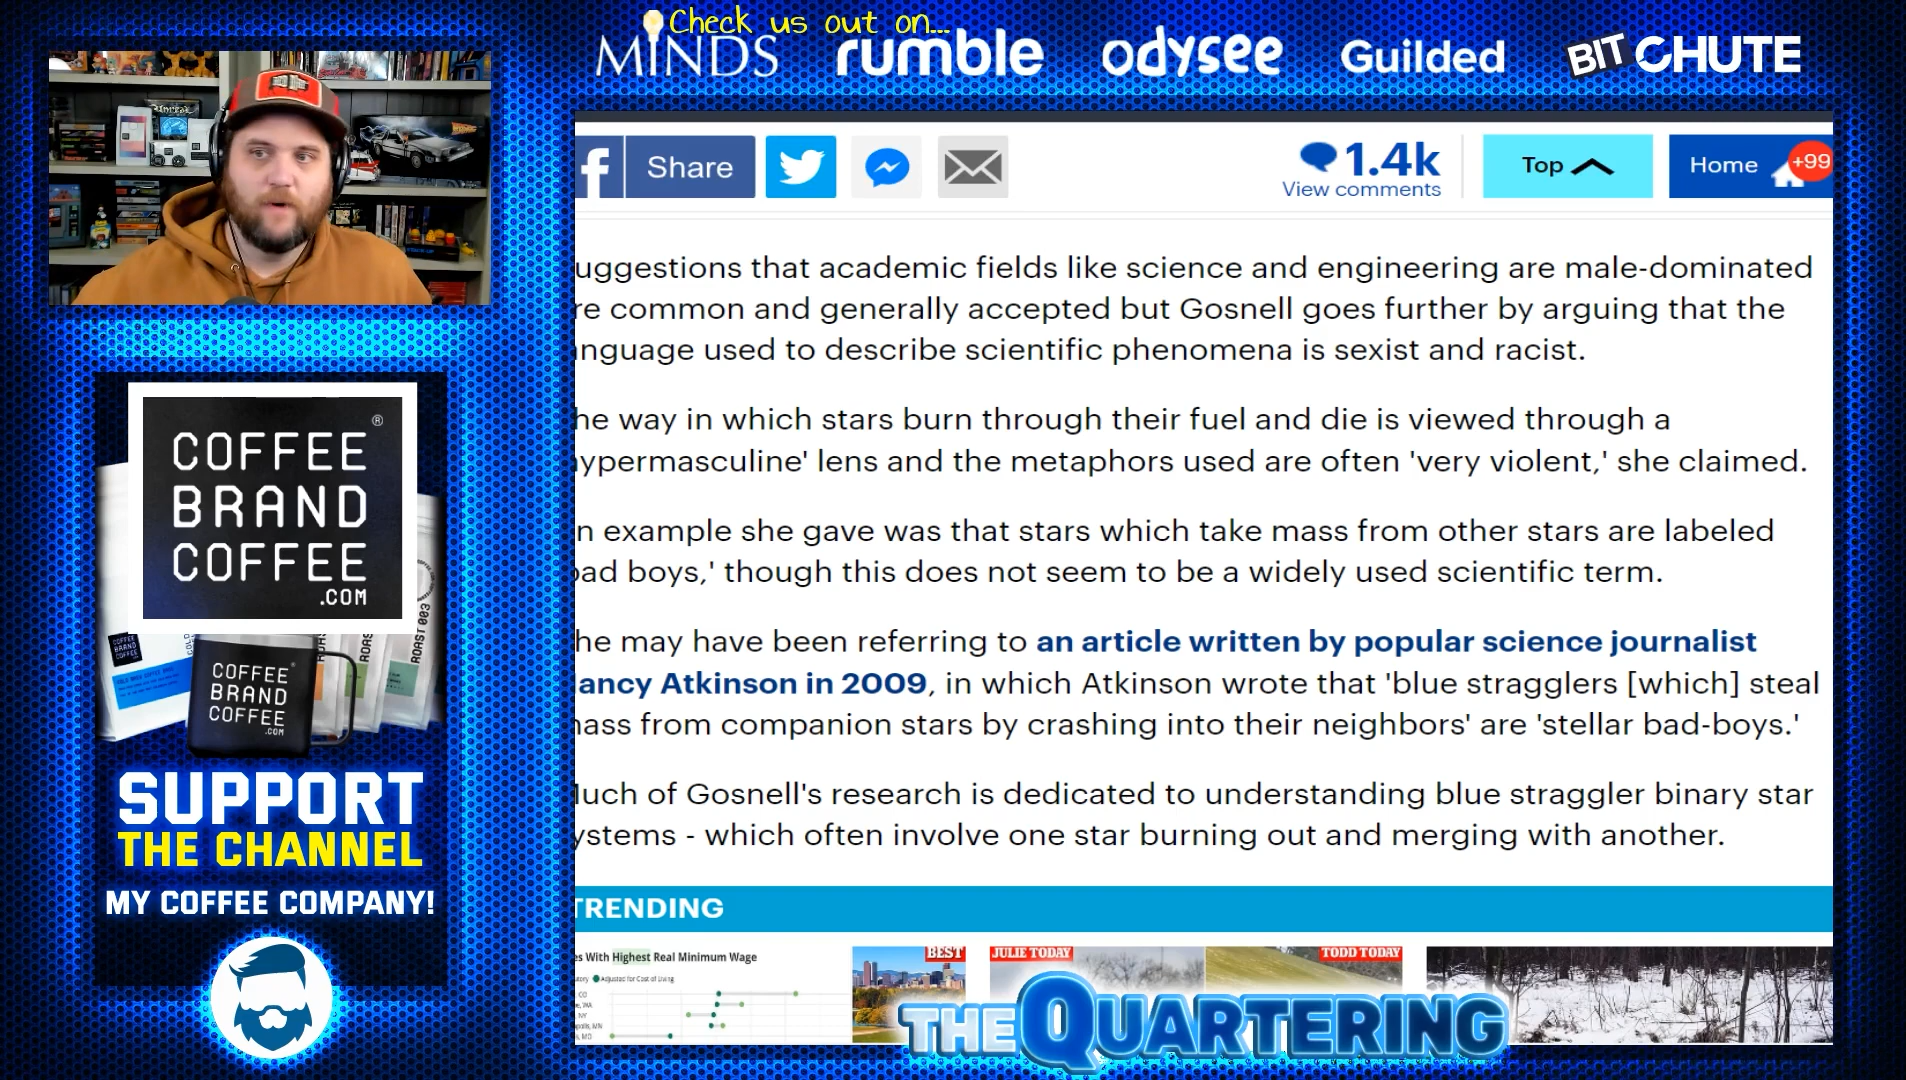 Check us out on...
MINDS
rumble
odysee
Guilded
BITCHUTE
Share
1.4k
View comments
Top
Home
+99
uggestions that academic fields like science and engineering are male-dominated
re common and generally accepted but Gosnell goes further by arguing that the
nguage used to describe scientific phenomena is sexist and racist.
he way in which stars burn through their fuel and die is viewed through a
ypermasculine' lens and the metaphors used are often 'very violent,' she claimed.
n example she gave was that stars which take mass from other stars are labeled
ad boys,' though this does not seem to be a widely used scientific term.
he may have been referring to an article written by popular science journalist
ancy Atkinson in 2009, in which Atkinson wrote that 'blue stragglers [which] steal
ass from companion stars by crashing into their neighbors' are 'stellar bad-boys.'
uch of Gosnell's research is dedicated to understanding blue straggler binary star
ystems - which often involve one star burning out and merging with another.
TRENDING
es With Highest Real Minimum Wage
Adjusted for Cost of Living
BEST
JULIE TODAY
TODD TODAY
THE QUARTERING
COFFEE
BRAND
COFFEE
.COM
®
COFFEE
BRAND
COFFEE
.COM
ROAST 003
SUPPORT
THE CHANNEL
MY COFFEE COMPANY!